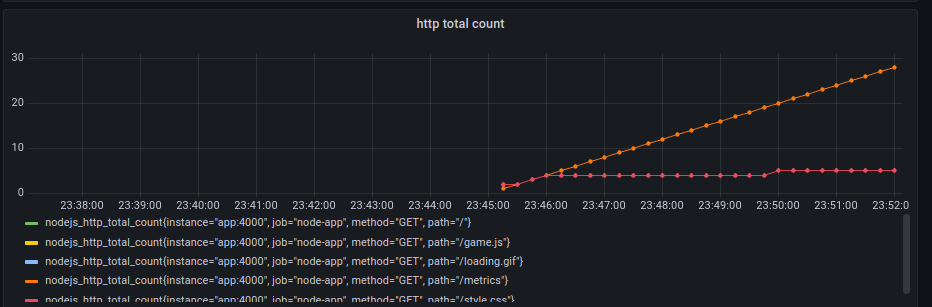 http total count
30
20
10
0
23:38:00 23:39:00 23:40:00 23:41:00 23:42:00 23:43:00 23:44:00 23:45:00 23:46:00 23:47:00 23:48:00 23:49:00 23:50:00 23:51:00 23:52:0
nodejs_http_total_count{instance="app:4000", job="node-app", method="GET", path="/"}
nodejs_http_total_count{instance="app:4000", job="node-app", method="GET", path="/game.js"}
nodejs_http_total_count{instance="app:4000", job="node-app", method="GET", path="/loading.gif"}
nodejs_http_total_count{instance="app:4000", job="node-app", method="GET", path="/metrics"}
nodejs_http_total_count{instance="app:4000", job="node-app", method="GET", path="/style.css"}